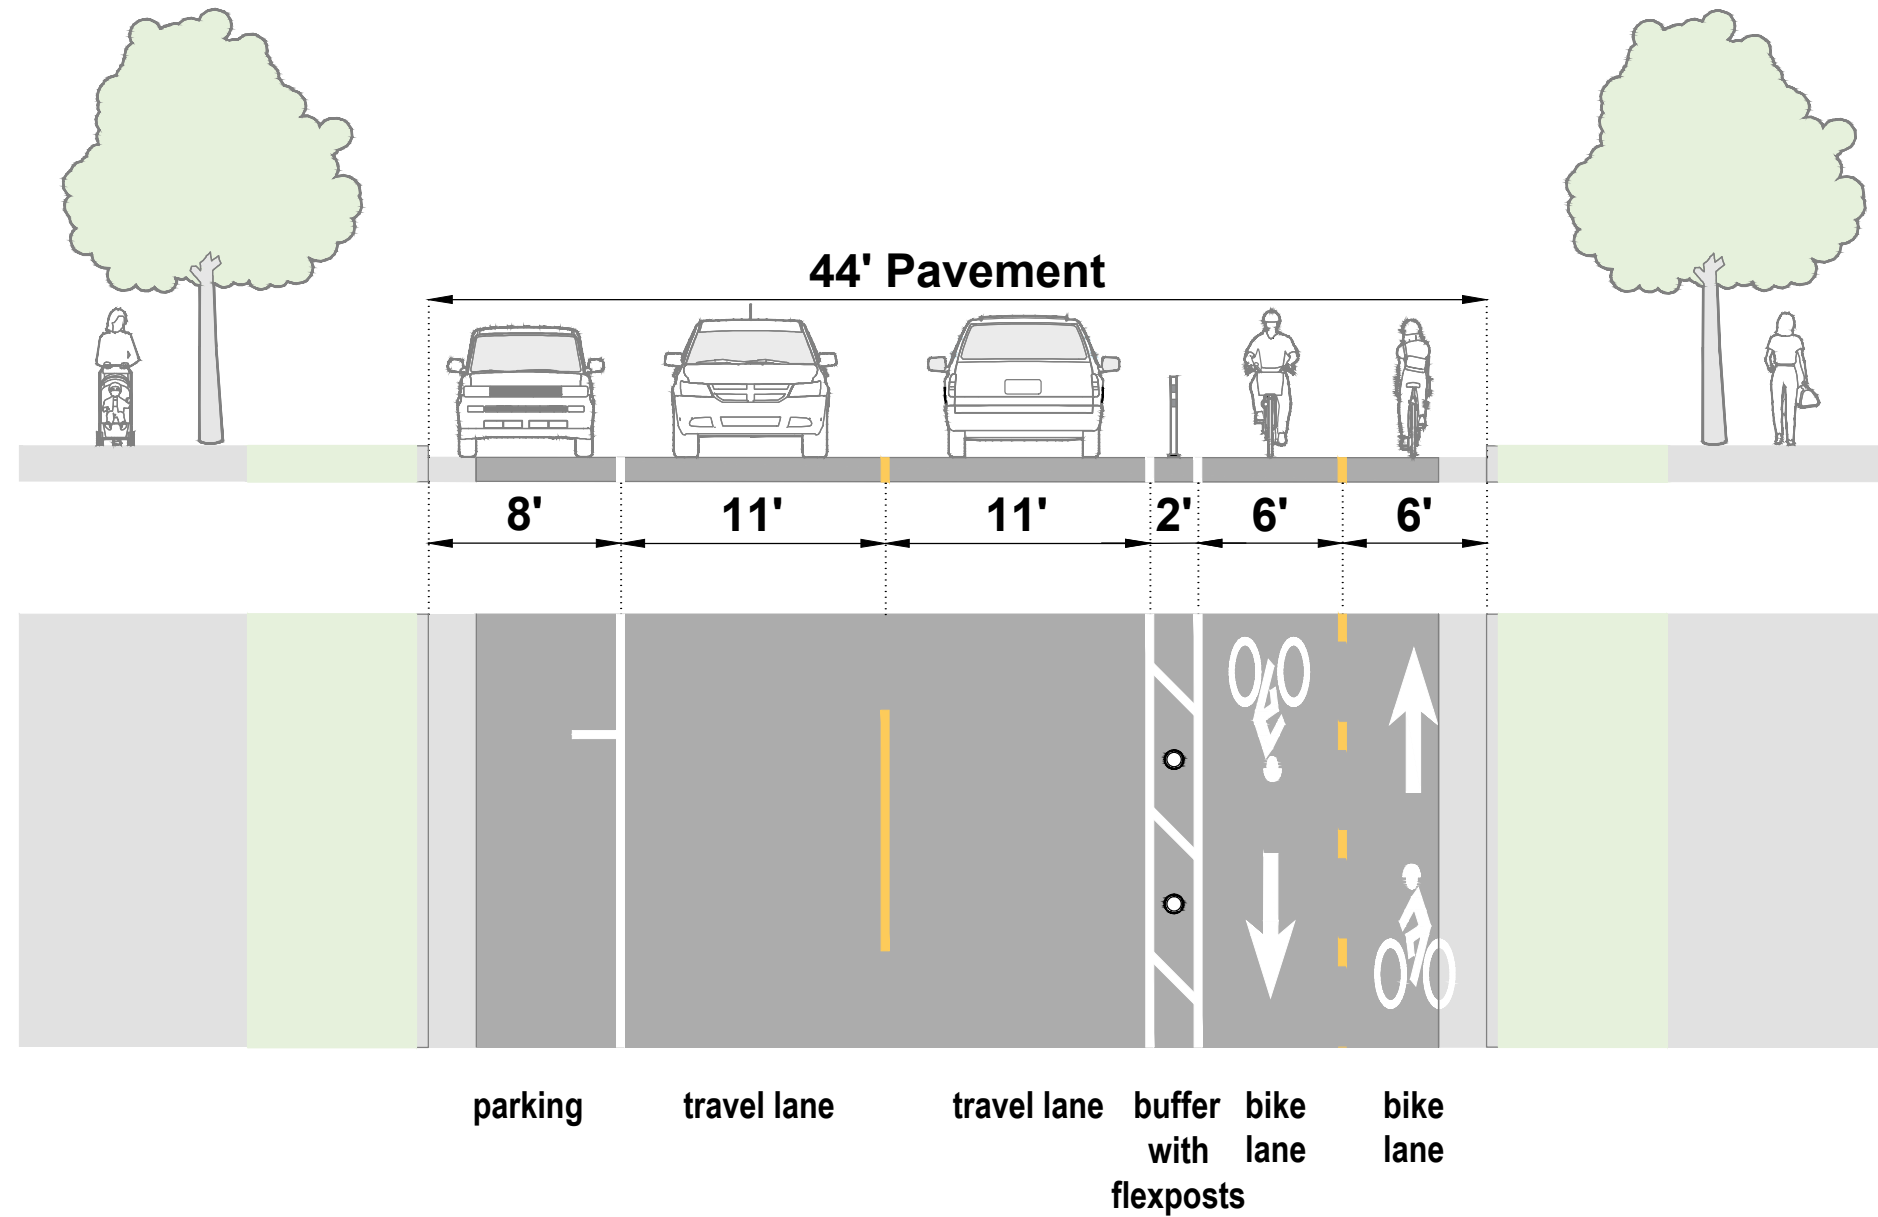 44' Pavement
8'
11'
11'
2'
6'
6'
parking
travel lane
travel lane
buffer
with
flexposts
bike
lane
bike
lane